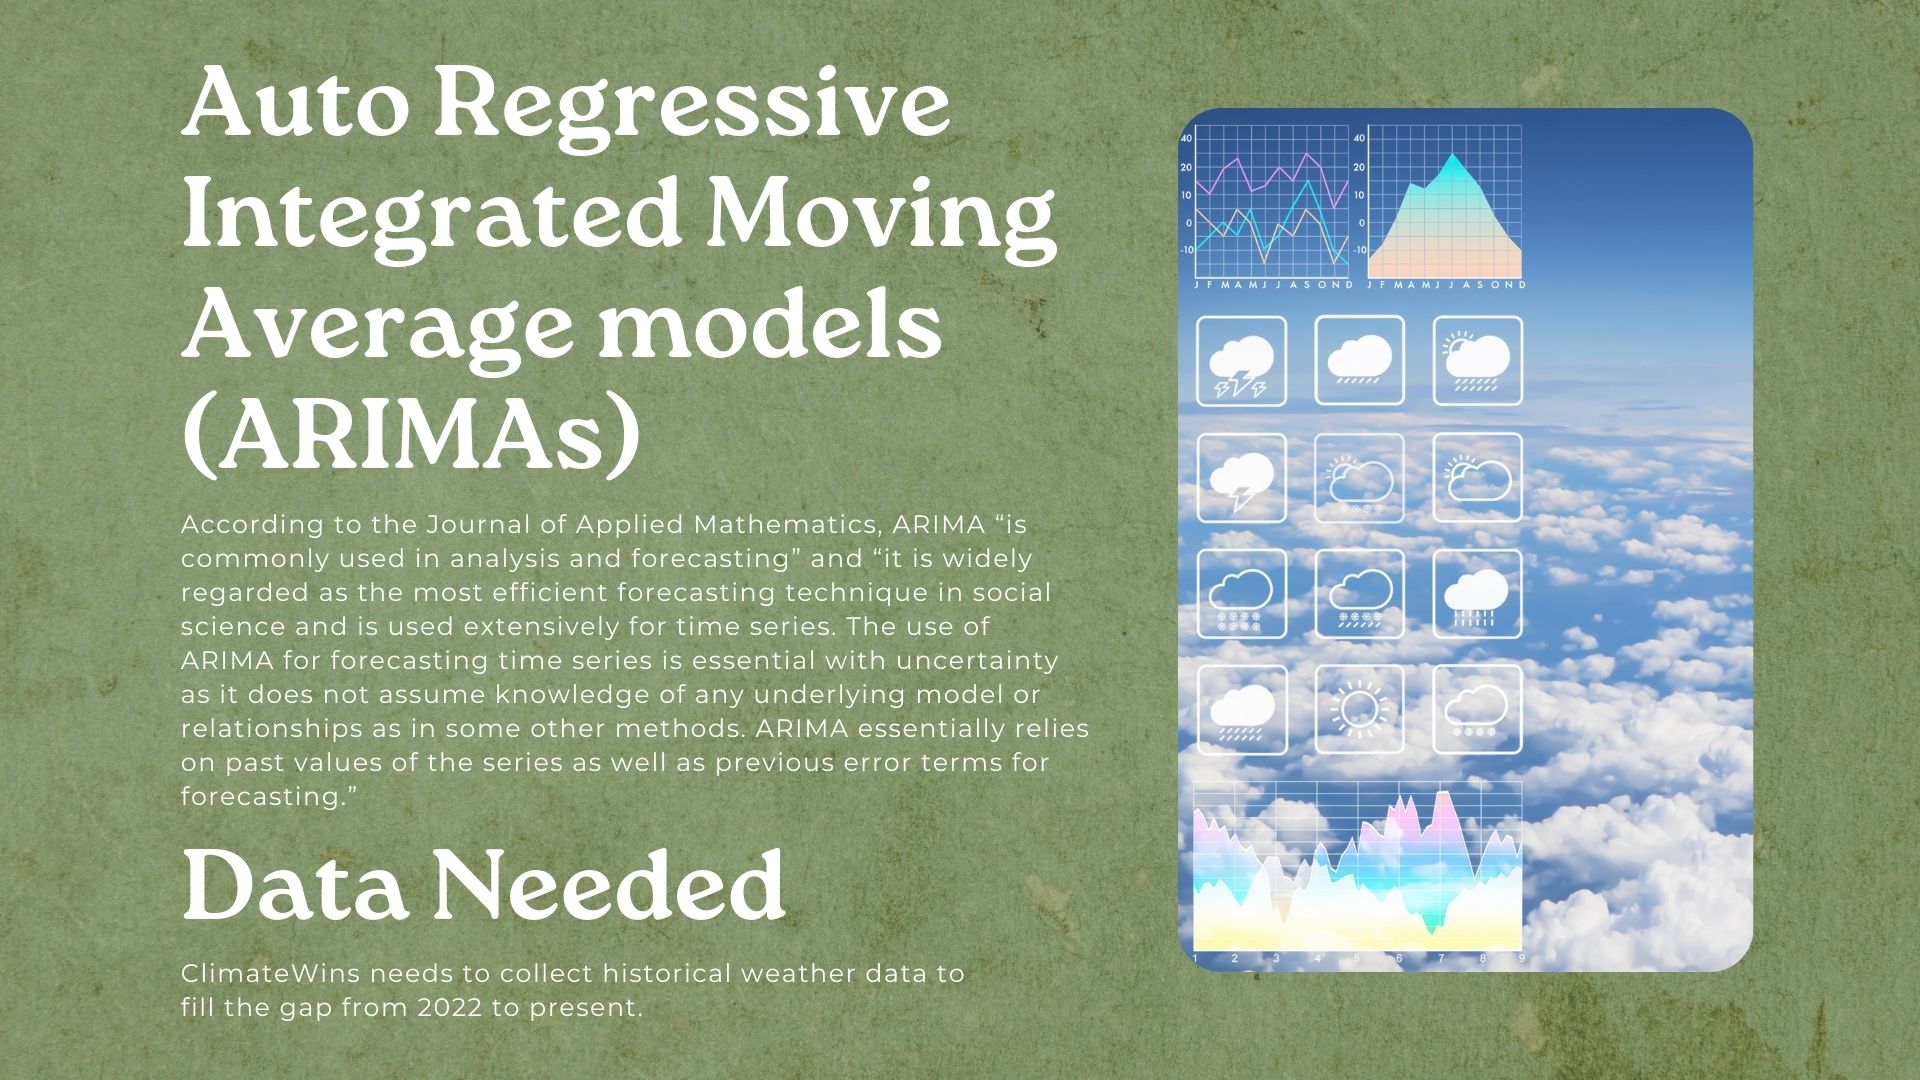 Auto Regressive
Integrated Moving
Average models
(ARIMAs)
According to the Journal of Applied Mathematics, ARIMA “is
commonly used in analysis and forecasting” and “it is widely
regarded as the most efficient forecasting technique in social
science and is used extensively for time series. The use of
ARIMA for forecasting time series is essential with uncertainty
as it does not assume knowledge of any underlying model or
relationships as in some other methods. ARIMA essentially relies
on past values of the series as well as previous error terms for
forecasting.”
Data Needed
ClimateWins needs to collect historical weather data to
fill the gap from 2022 to present.
40
20
10
0
-10
J F M A M J J A S O N D
40
20
10
0
-10
J F M A M J J A S O N D
1 2 3 4 5 6 7 8 9